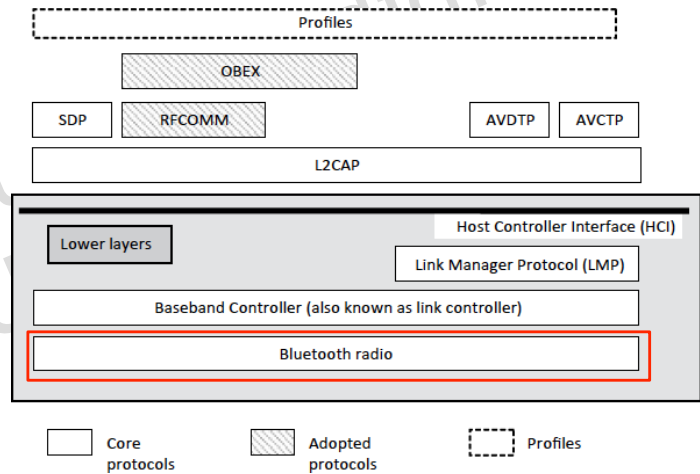 Profiles
OBEX
SDP
RFCOMM
AVDTP
AVCTP
L2CAP
Host Controller Interface (HCI)
Lower layers
Link Manager Protocol (LMP)
Baseband Controller (also known as link controller)
Bluetooth radio
Core
protocols
Adopted
protocols
Profiles